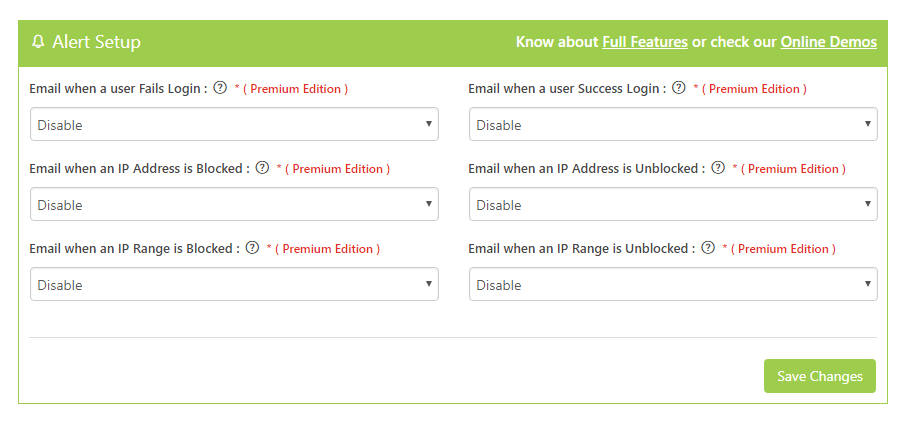 Alert Setup Know about Full Features or check our Online Demos
Email when a user Fails Login : ? * ( Premium Edition ) Email when a user Success Login : ? * ( Premium Edition )
Disable Disable
Email when an IP Address is Blocked : ? * ( Premium Edition ) Email when an IP Address is Unblocked : ? * ( Premium Edition )
Disable Disable
Email when an IP Range is Blocked : ? * ( Premium Edition ) Email when an IP Range is Unblocked : ? * ( Premium Edition )
Disable Disable
Save Changes